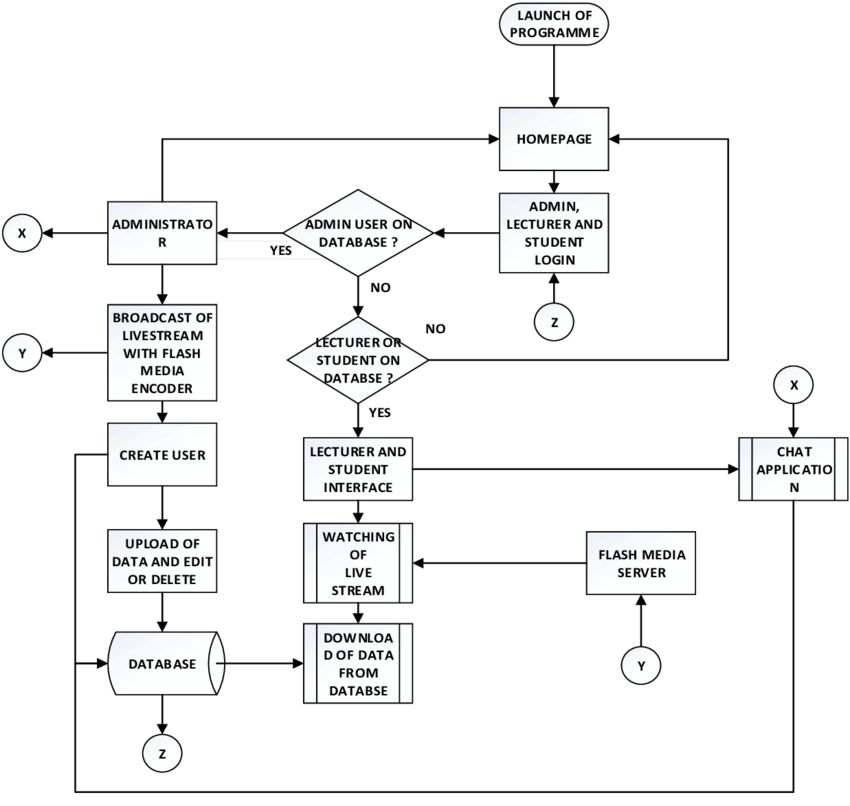 LAUNCH OF
PROGRAMME
HOMEPAGE
ADMIN,
LECTURER AND
STUDENT
LOGIN
Z
ADMIN USER ON
DATABASE ?
YES
NO
ADMINISTRATO
R
X
BROADCAST OF
LIVESTREAM
WITH FLASH
MEDIA
ENCODER
Y
LECTURER OR
STUDENT ON
DATABSE ?
NO
YES
CREATE USER
LECTURER AND
STUDENT
INTERFACE
X
CHAT
APPLICATIO
N
UPLOAD OF
DATA AND EDIT
OR DELETE
WATCHING
OF
LIVE
STREAM
FLASH MEDIA
SERVER
Y
DATABASE
DOWNLOA
D OF DATA
FROM
DATABSE
Z